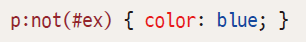 p:not(#ex) { color: blue; }